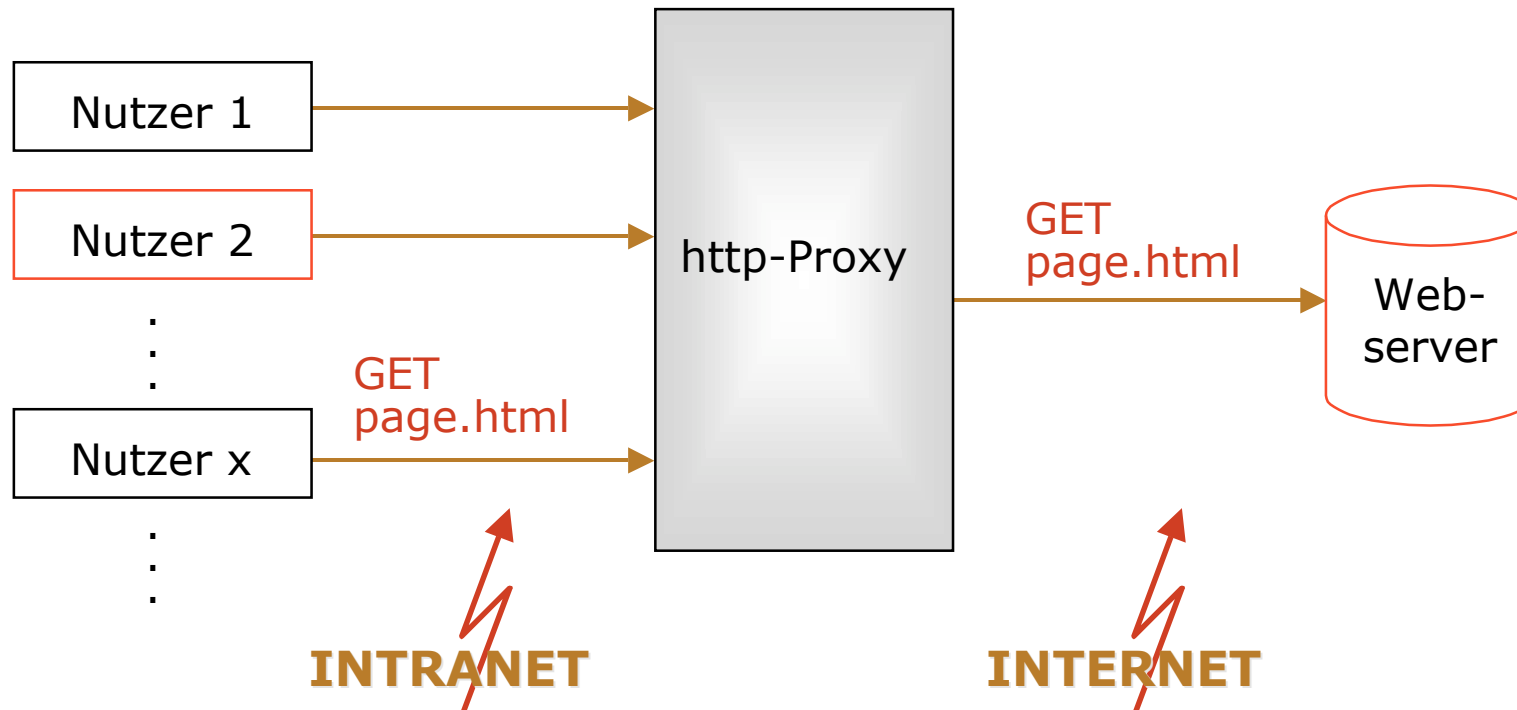 Nutzer 1
Nutzer 2
.
.
.
Nutzer x
.
.
.
GET
page.html
http-Proxy
GET
page.html
Web-
server
INTRANET
INTERNET